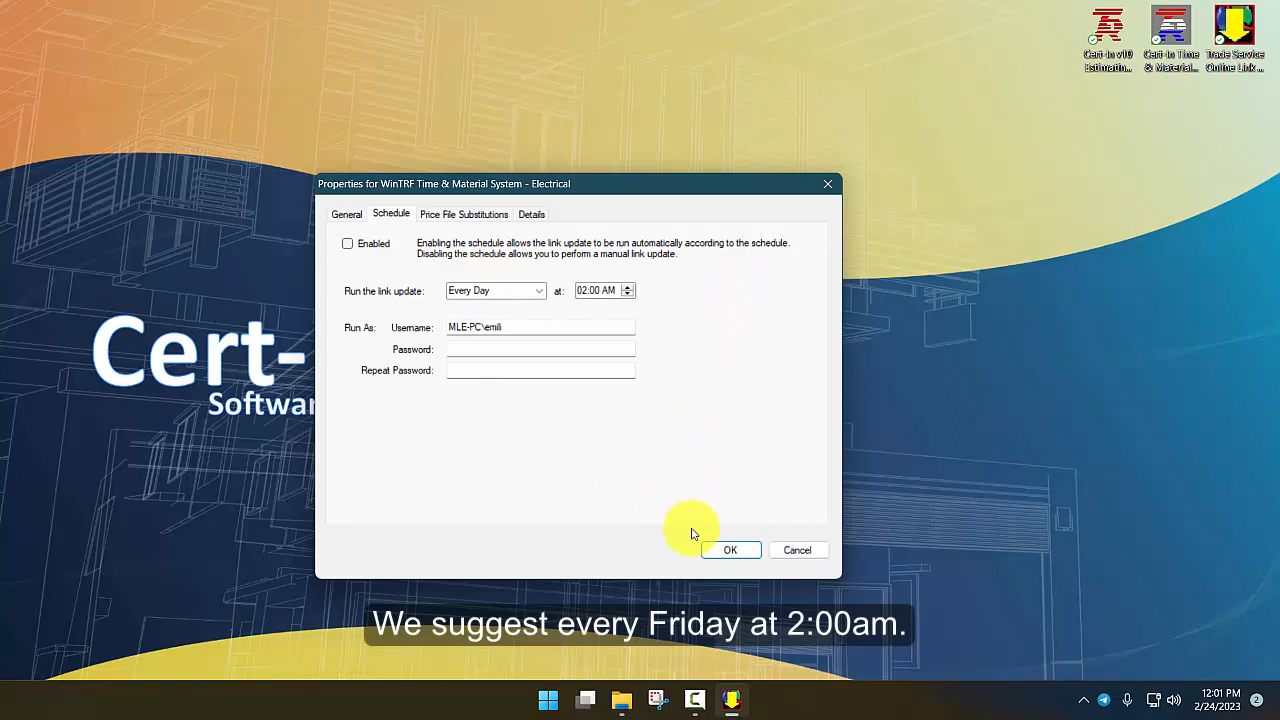 Cert-In v10
Estimatin...
Cert-In Time
& Material...
Trade Service
Online Link ...
Properties for WinTRF Time & Material System - Electrical
General
Schedule
Price File Substitutions
Details
Enabled
Enabling the schedule allows the link update to be run automatically according to the schedule.
Disabling the schedule allows you to perform a manual link update.
Run the link update:
Every Day
at:
02:00 AM
Run As:
Username:
MLE-PC\emili
Password:
Repeat Password:
Cert-
Softwar
OK
Cancel
We suggest every Friday at 2:00am.
12:01 PM
2/24/2023
2